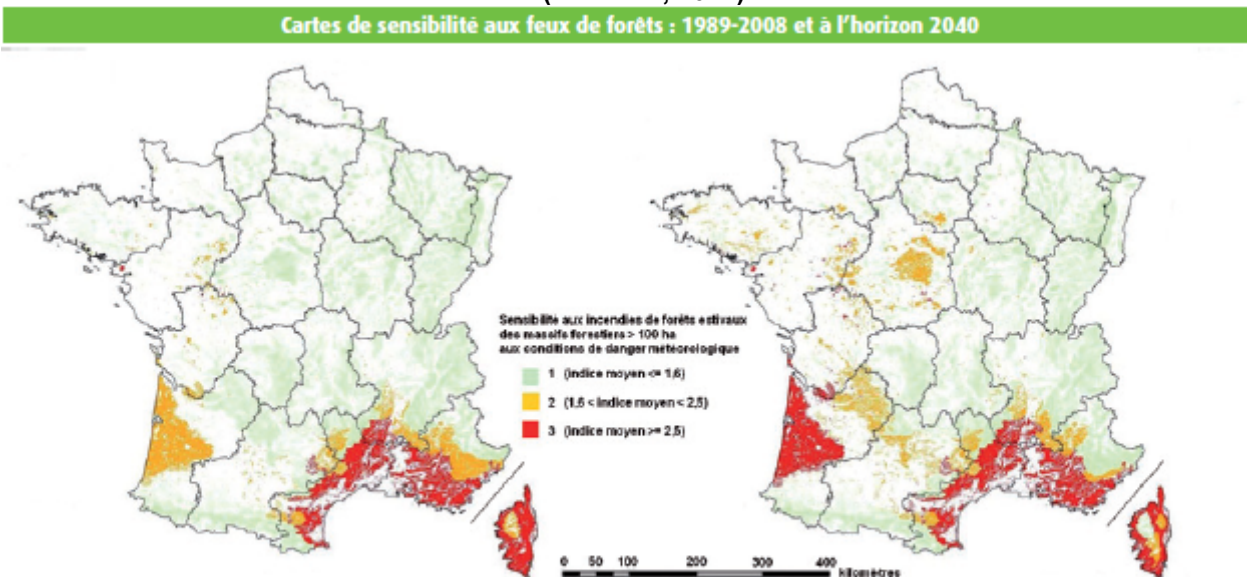 Cartes de sensibilité aux feux de forêts : 1989-2008 et à l'horizon 2040
Sensibilité aux incendies de forêts estivaux
des massifs forestiers > 100 ha
aux conditions de danger météorologique
1 (indice moyen <= 1,6)
2 (1,6 < indice moyen < 2,5)
3 (indice moyen >= 2,5)
0 50 100 200 300 400
kilomètres